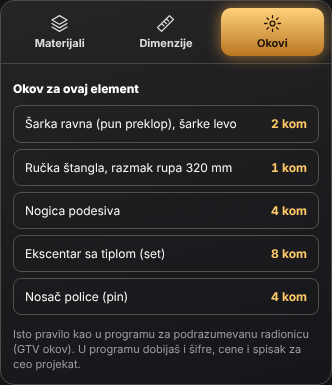 Materijali
Dimenzije
Okovi
Okov za ovaj element
Šarka ravna (pun preklop), šarke levo
2 kom
Ručka štangla, razmak rupa 320 mm
1 kom
Nogica podesiva
4 kom
Ekscentar sa tiplom (set)
8 kom
Nosač police (pin)
4 kom
Isto pravilo kao u programu za podrazumevanu radionicu
(GTV okov). U programu dobijaš i šifre, cene i spisak za
ceo projekat.